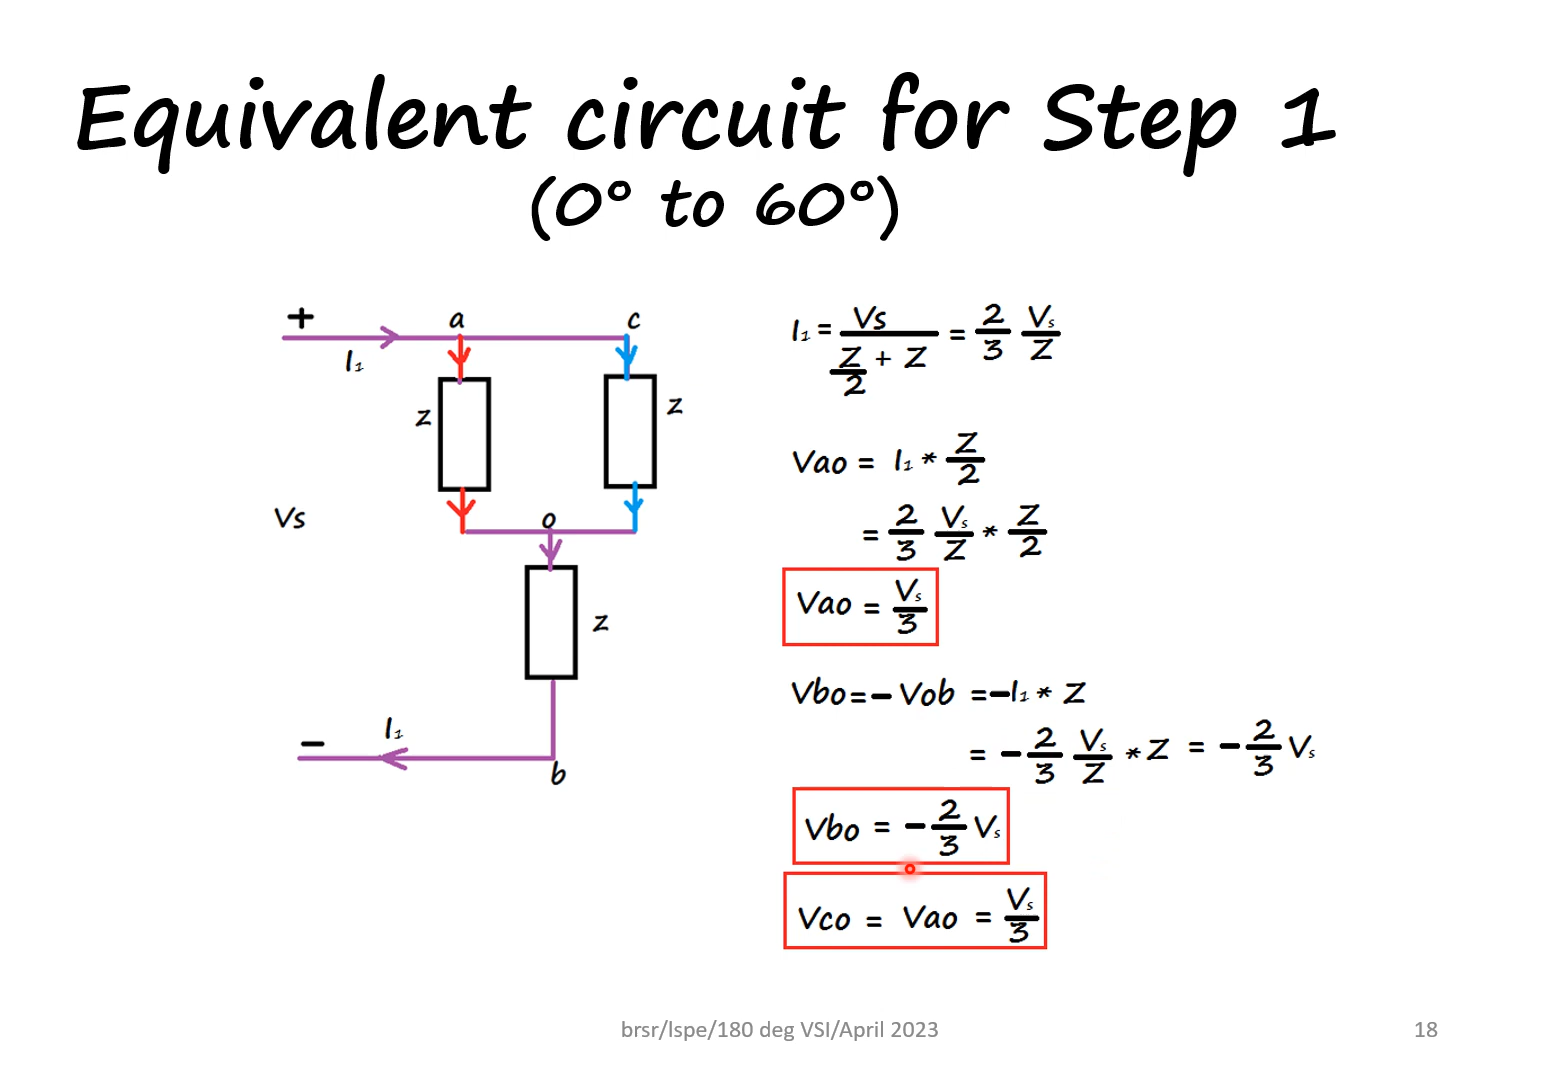 Equivalent circuit for Step 1
(0° to 60°)
+
I₁
a
c
z
z
Vs
o
z
−
I₁
b
I₁ = Vs / (Z/2 + Z) = 2/3 Vs/Z
Vao = I₁ * Z/2
= 2/3 Vs/Z * Z/2
Vao = Vs/3
Vbo = − Vob = −I₁ * Z
= − 2/3 Vs/Z * Z = − 2/3 Vs
Vbo = − 2/3 Vs
Vco = Vao = Vs/3
brsr/lspe/180 deg VSI/April 2023
18